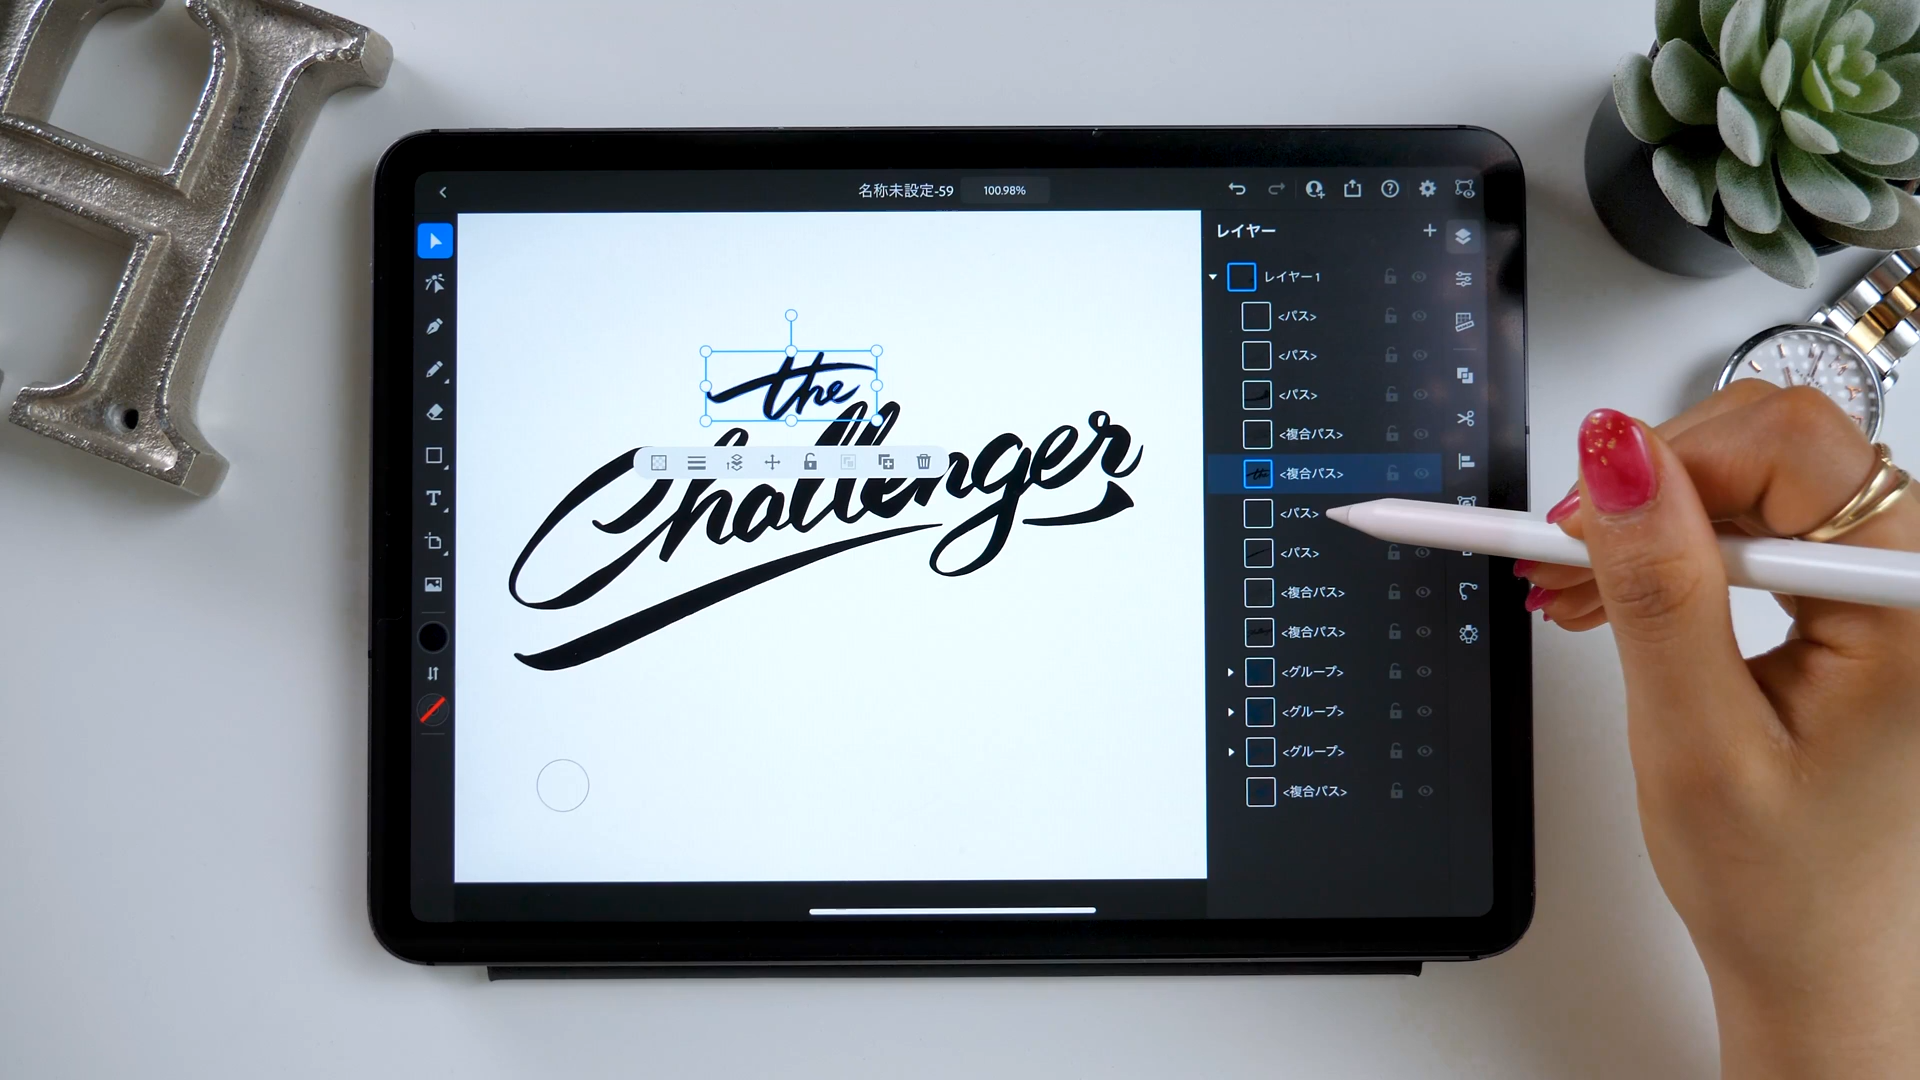 名称未設定-59 100.98%
レイヤー
レイヤー1
<パス>
<パス>
<パス>
<複合パス>
<複合パス>
<パス>
<パス>
<複合パス>
<複合パス>
<グループ>
<グループ>
<グループ>
<複合パス>
the
Challenger